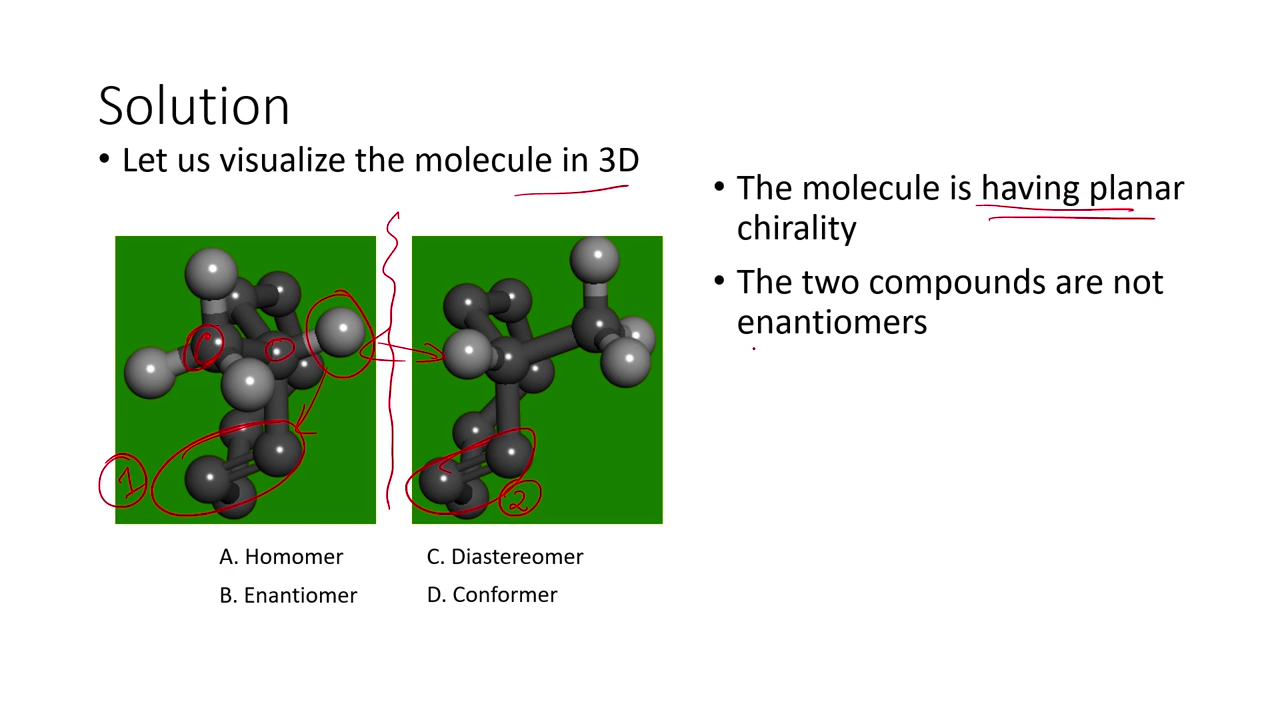 Solution
• Let us visualize the molecule in 3D
• The molecule is having planar
chirality
• The two compounds are not
enantiomers
1
2
A. Homomer
C. Diastereomer
B. Enantiomer
D. Conformer